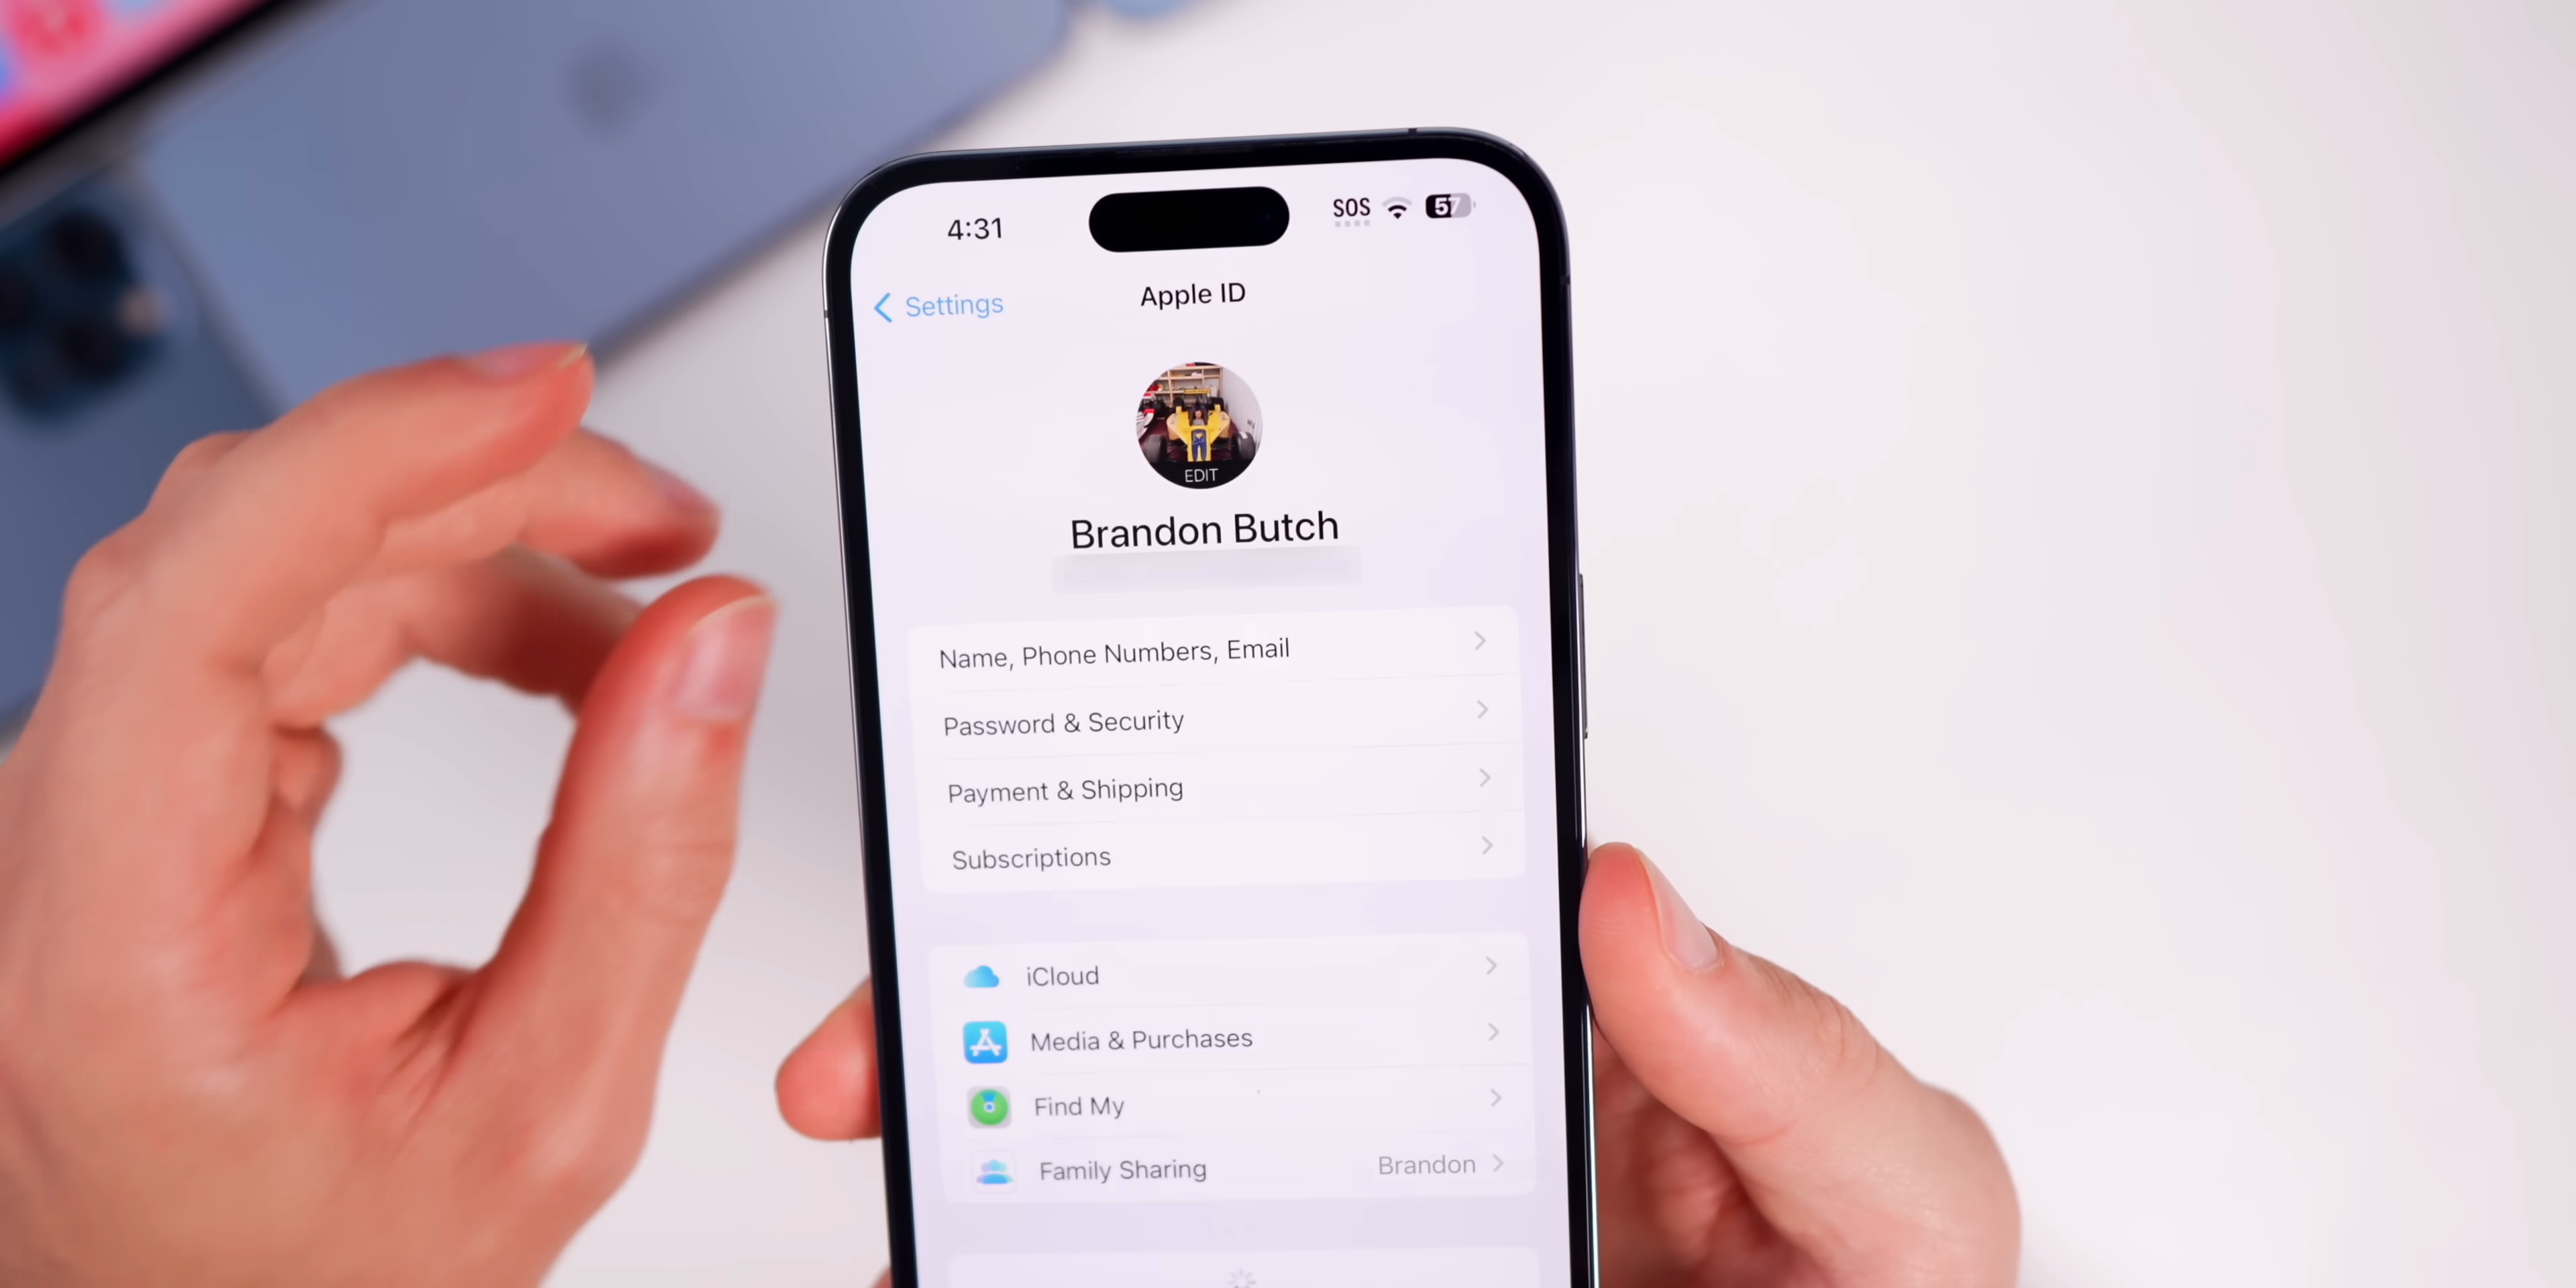 4:31
SOS
57
Settings
Apple ID
EDIT
Brandon Butch
Name, Phone Numbers, Email
Password & Security
Payment & Shipping
Subscriptions
iCloud
Media & Purchases
Find My
Family Sharing Brandon